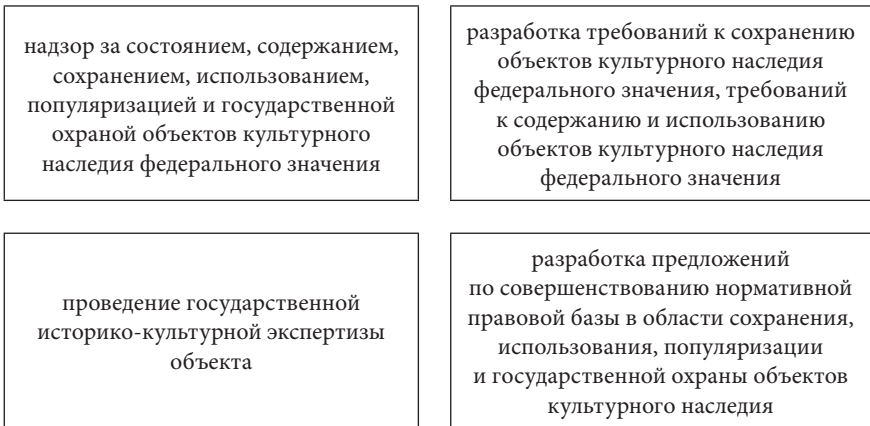 надзор за состоянием, содержанием,
сохранением, использованием,
популяризацией и государственной
охраной объектов культурного
наследия федерального значения
разработка требований к сохранению
объектов культурного наследия
федерального значения, требований
к содержанию и использованию
объектов культурного наследия
федерального значения
проведение государственной
историко-культурной экспертизы
объекта
разработка предложений
по совершенствованию нормативной
правовой базы в области сохранения,
использования, популяризации
и государственной охраны объектов
культурного наследия